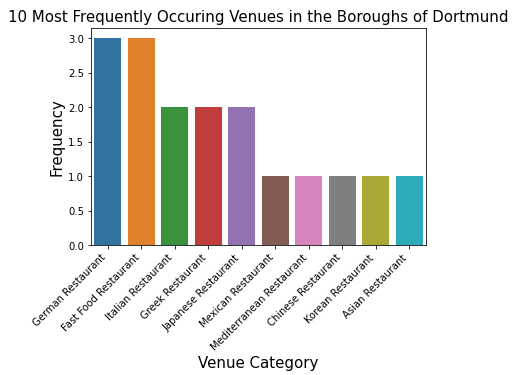 10 Most Frequently Occuring Venues in the Boroughs of Dortmund
Frequency
3.0
2.5
2.0
1.5
1.0
0.5
0.0
German Restaurant
Fast Food Restaurant
Italian Restaurant
Greek Restaurant
Japanese Restaurant
Mexican Restaurant
Mediterranean Restaurant
Chinese Restaurant
Korean Restaurant
Asian Restaurant
Venue Category